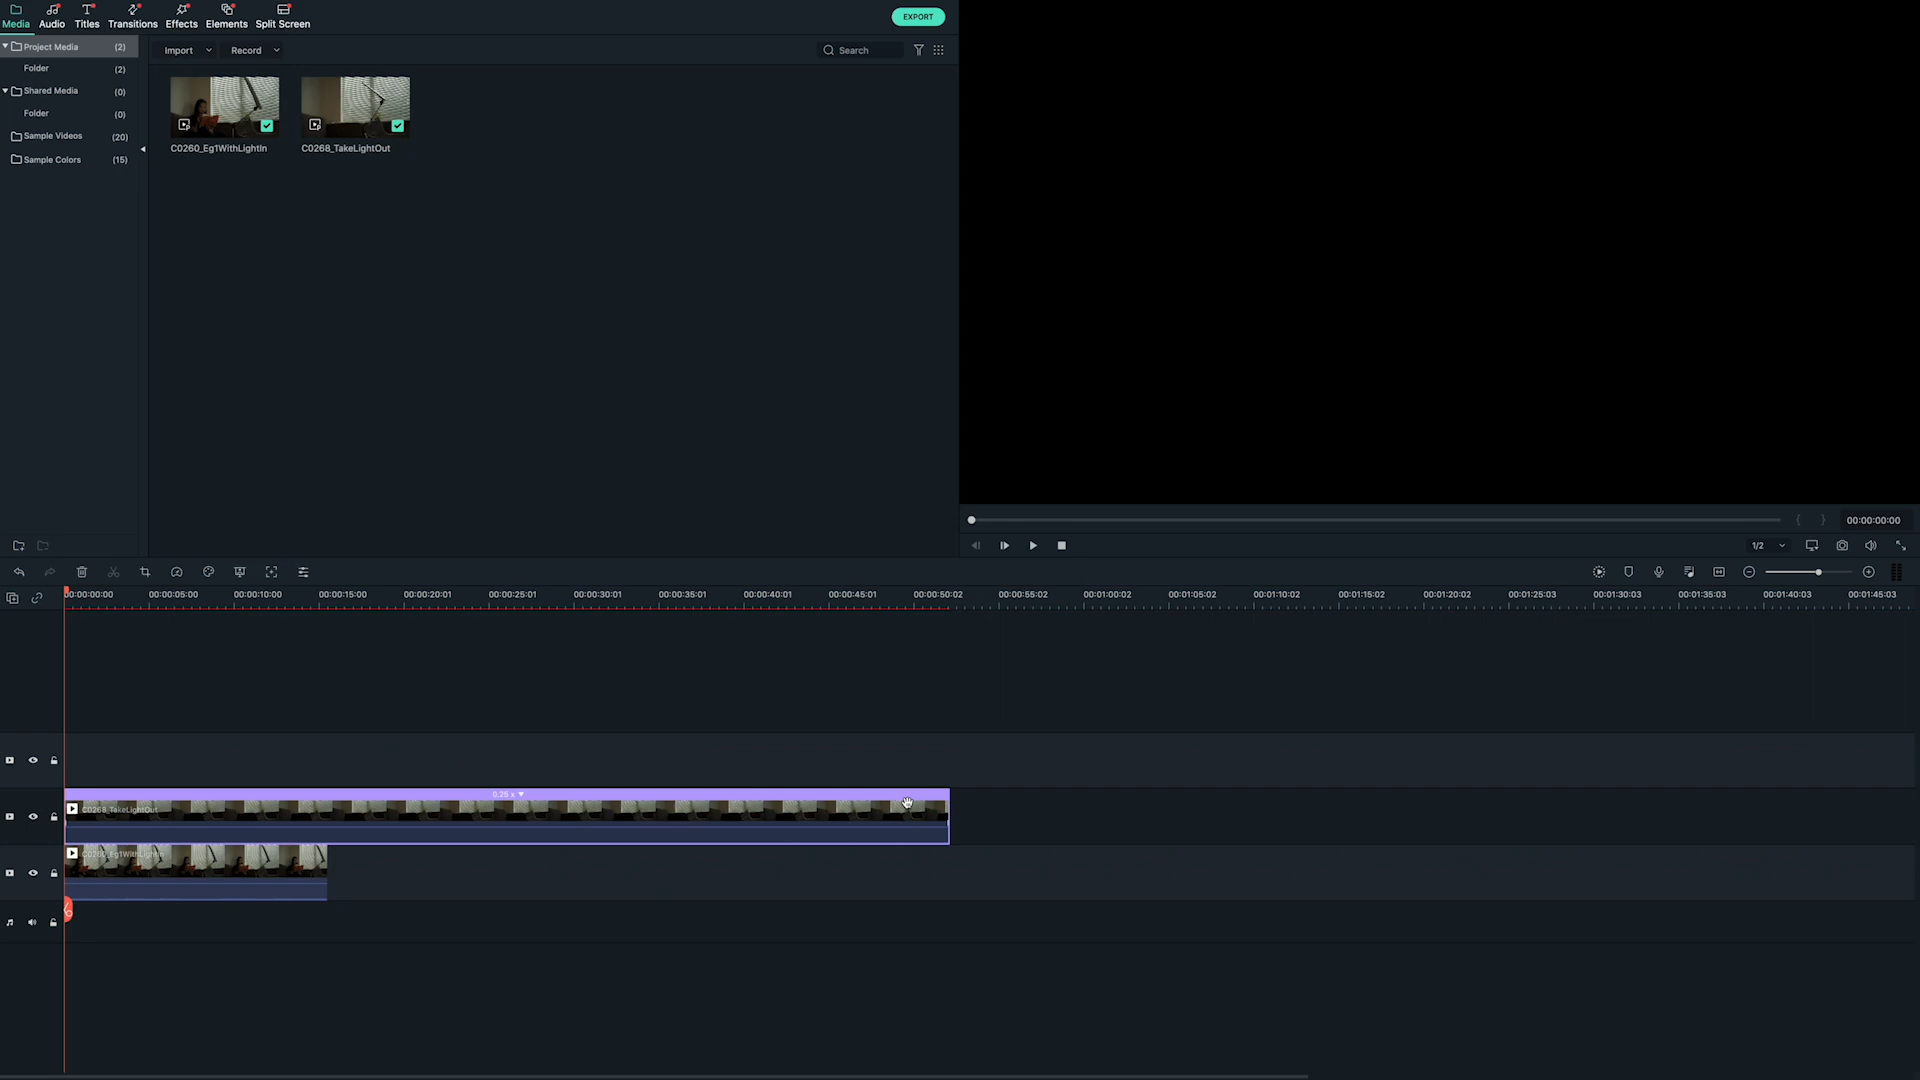 Media Audio Titles Transitions Effects Elements Split Screen
EXPORT
Project Media (2)
Folder (2)
Shared Media (0)
Folder (0)
Sample Videos (20)
Sample Colors (15)
Import Record Search
C0260_Eg1WithLightIn C0268_TakeLightOut
00:00:00:00
1/2
00:00:00:00 00:00:05:00 00:00:10:00 00:00:15:00 00:00:20:01 00:00:25:01 00:00:30:01 00:00:35:01 00:00:40:01 00:00:45:01 00:00:50:02 00:00:55:02 00:01:00:02 00:01:05:02 00:01:10:02 00:01:15:02 00:01:20:02 00:01:25:03 00:01:30:03 00:01:35:03 00:01:40:03 00:01:45:03
0.25 x
C0268_TakeLightOut
C0260_Eg1WithLightIn